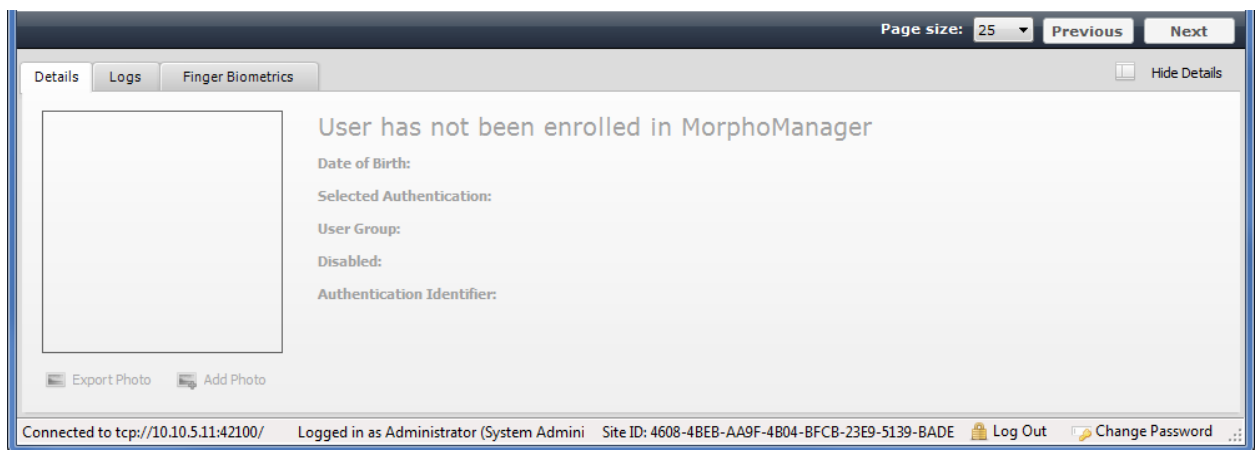 Page size: 25 Previous Next
Details Logs Finger Biometrics Hide Details
User has not been enrolled in MorphoManager
Date of Birth:
Selected Authentication:
User Group:
Disabled:
Authentication Identifier:
Export Photo Add Photo
Connected to tcp://10.10.5.11:42100/ Logged in as Administrator (System Admini Site ID: 4608-4BEB-AA9F-4B04-BFCB-23E9-5139-BADE Log Out Change Password